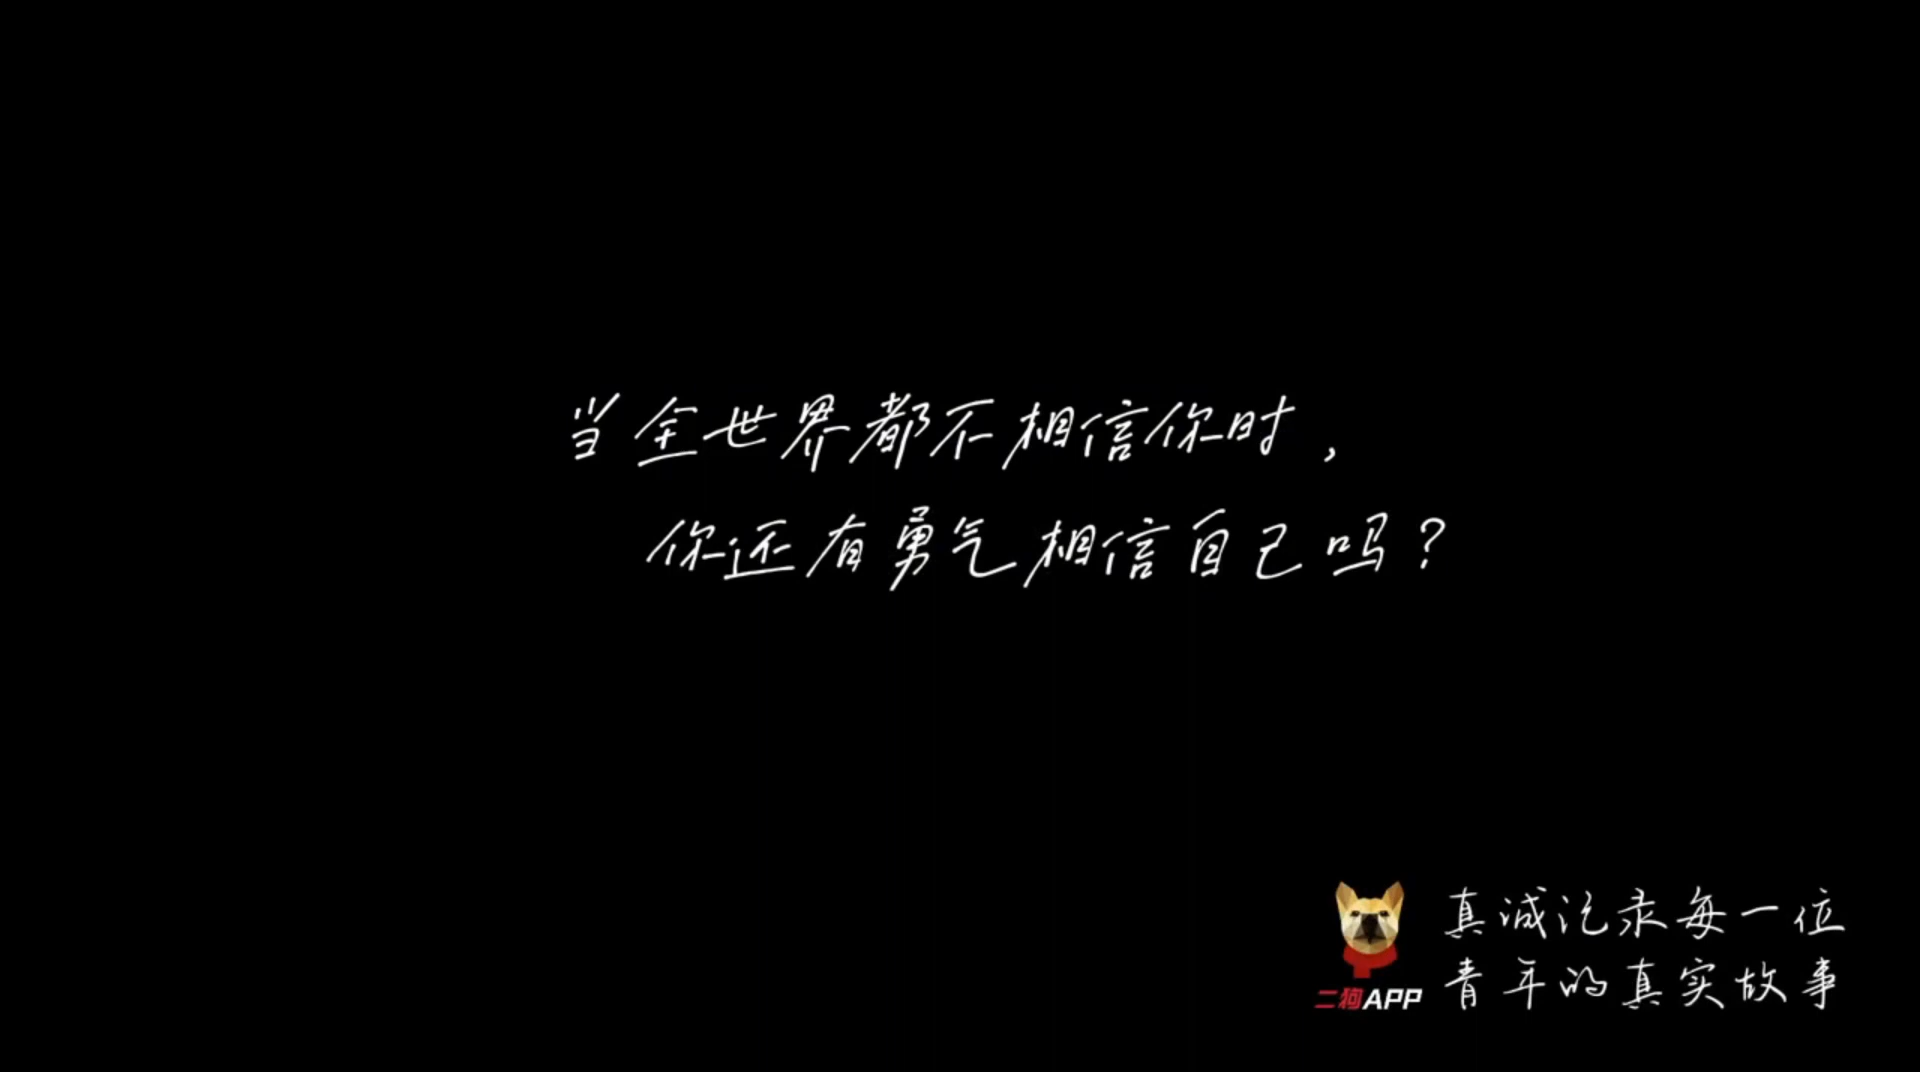 当全世界都不相信你时，
你还有勇气相信自己吗？
真诚记录每一位
青年的真实故事
二狗APP